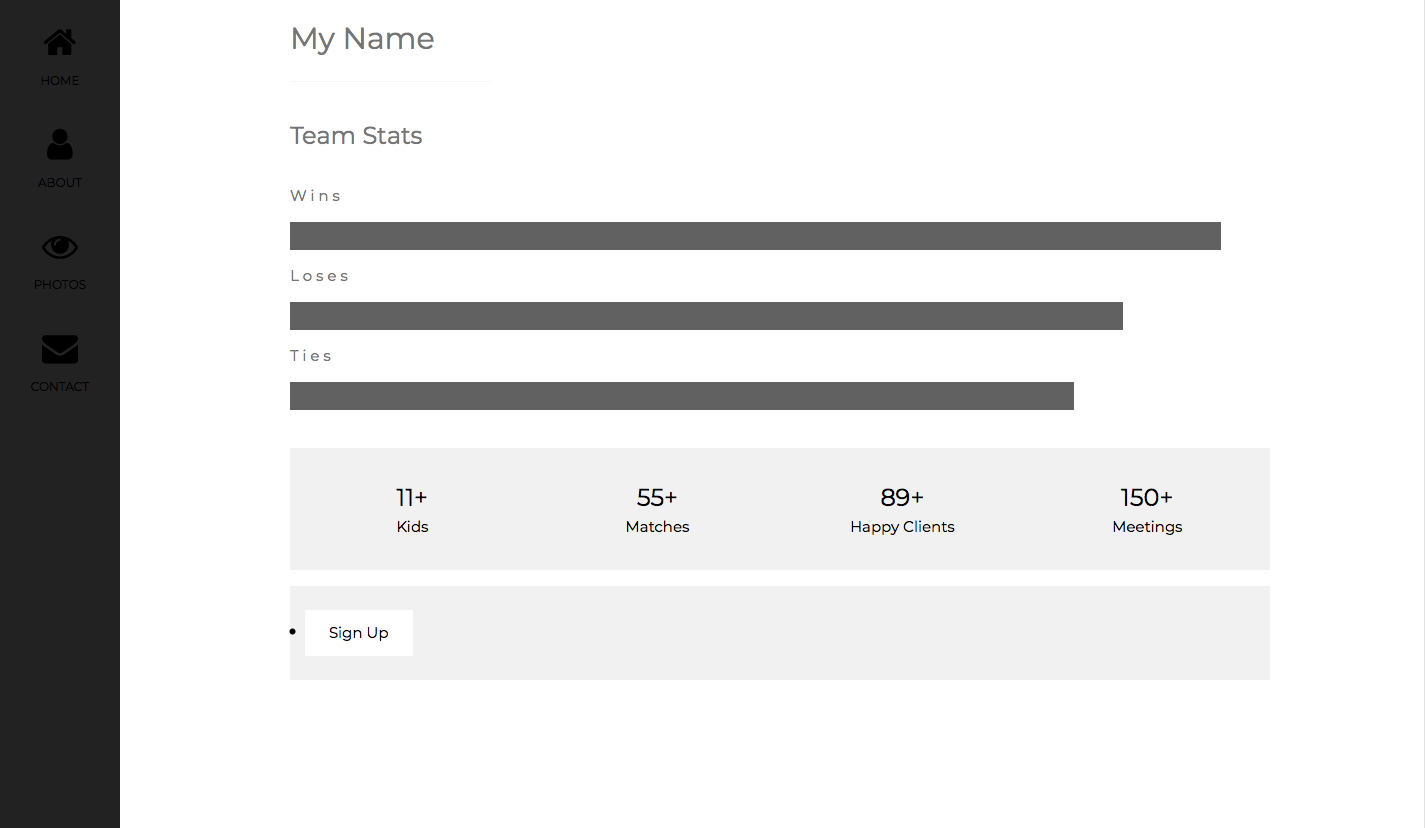 HOME
ABOUT
PHOTOS
CONTACT
My Name
Team Stats
Wins
Loses
Ties
11+
Kids
55+
Matches
89+
Happy Clients
150+
Meetings
Sign Up